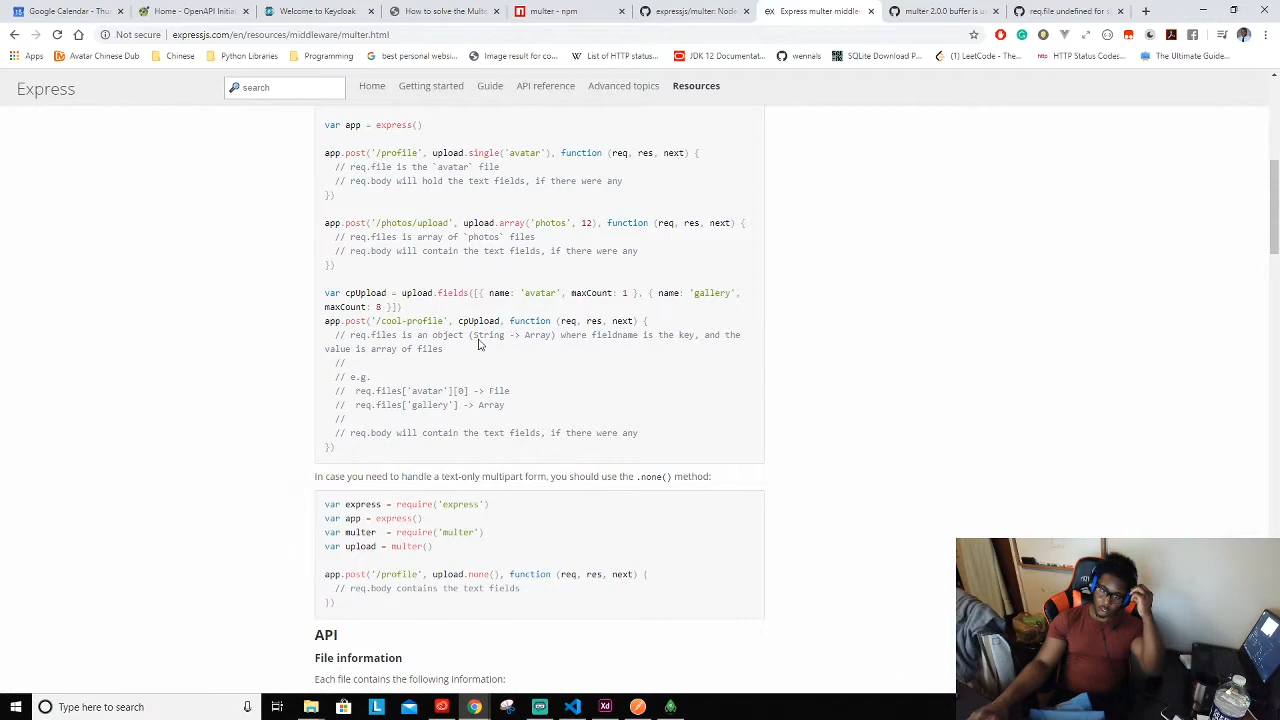 Google Calendar - Thu
Home - OpenAPI Initia
Welcome to Keycloak
How to solve the Multe
multer - npm
expressjs/multer: Node
Express multer middlew
multer 2.0.0 buffer is u
req.file undefined for s
Not secure | expressjs.com/en/resources/middleware/multer.html
Apps
Avatar Chinese Dub
Chinese
Python
Programming
best personal websi...
Image result for co...
List of HTTP status...
JDK 12 Documentat...
wennals
SQLite Download P...
(1) LeetCode - The...
HTTP Status Codes...
The Ultimate Guide...
Express
search
Home
Getting started
Guide
API reference
Advanced topics
Resources
var app = express()
app.post('/profile', upload.single('avatar'), function (req, res, next) {
// req.file is the `avatar` file
// req.body will hold the text fields, if there were any
})
app.post('/photos/upload', upload.array('photos', 12), function (req, res, next) {
// req.files is array of `photos` files
// req.body will contain the text fields, if there were any
})
var cpUpload = upload.fields([{ name: 'avatar', maxCount: 1 }, { name: 'gallery',
maxCount: 8 }])
app.post('/cool-profile', cpUpload, function (req, res, next) {
// req.files is an object (String -> Array) where fieldname is the key, and the
value is array of files
//
// e.g.
// req.files['avatar'][0] -> File
// req.files['gallery'] -> Array
//
// req.body will contain the text fields, if there were any
})
In case you need to handle a text-only multipart form, you should use the .none() method:
var express = require('express')
var app = express()
var multer = require('multer')
var upload = multer()
app.post('/profile', upload.none(), function (req, res, next) {
// req.body contains the text fields
})
API
File information
Each file contains the following information:
Type here to search